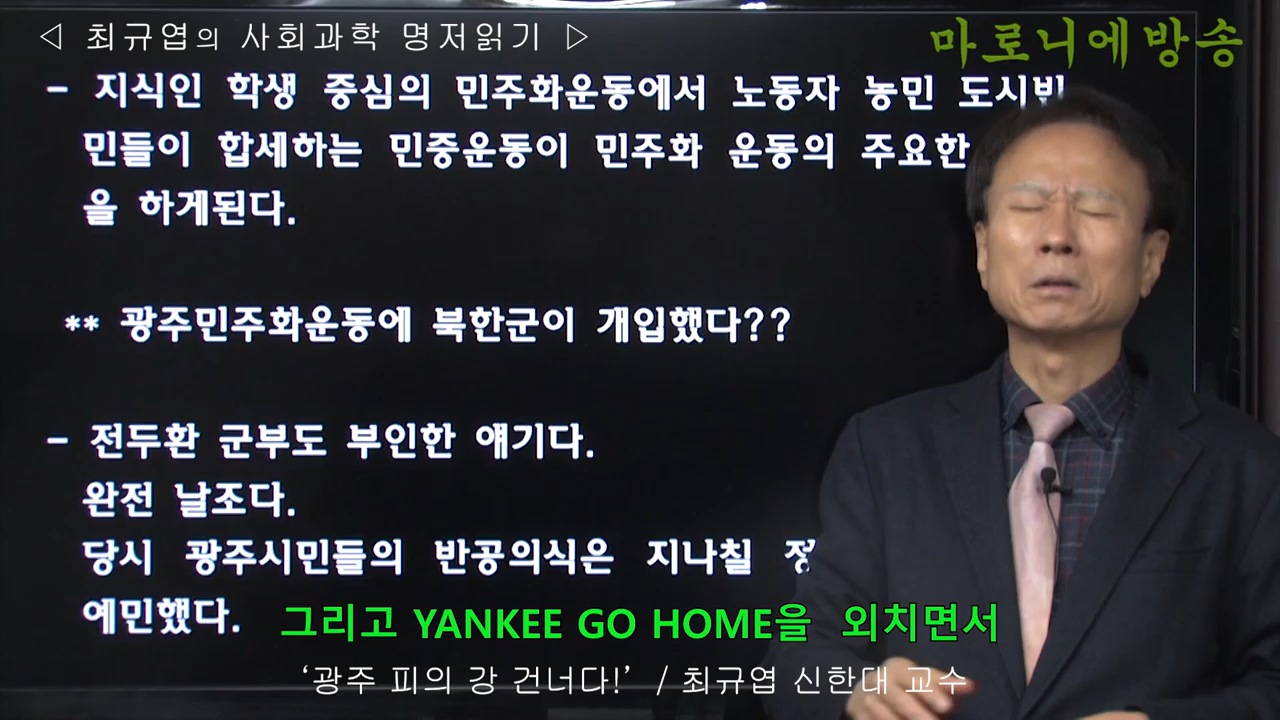 ◁ 최규엽의 사회과학 명저읽기 ▷
마로니에방송
- 지식인 학생 중심의 민주화운동에서 노동자 농민 도시빈
민들이 합세하는 민중운동이 민주화 운동의 주요한
을 하게된다.
** 광주민주화운동에 북한군이 개입했다??
- 전두환 군부도 부인한 얘기다.
완전 날조다.
당시 광주시민들의 반공의식은 지나칠 정
예민했다.
그리고 YANKEE GO HOME을 외치면서
‘광주 피의 강 건너다!’ / 최규엽 신한대 교수